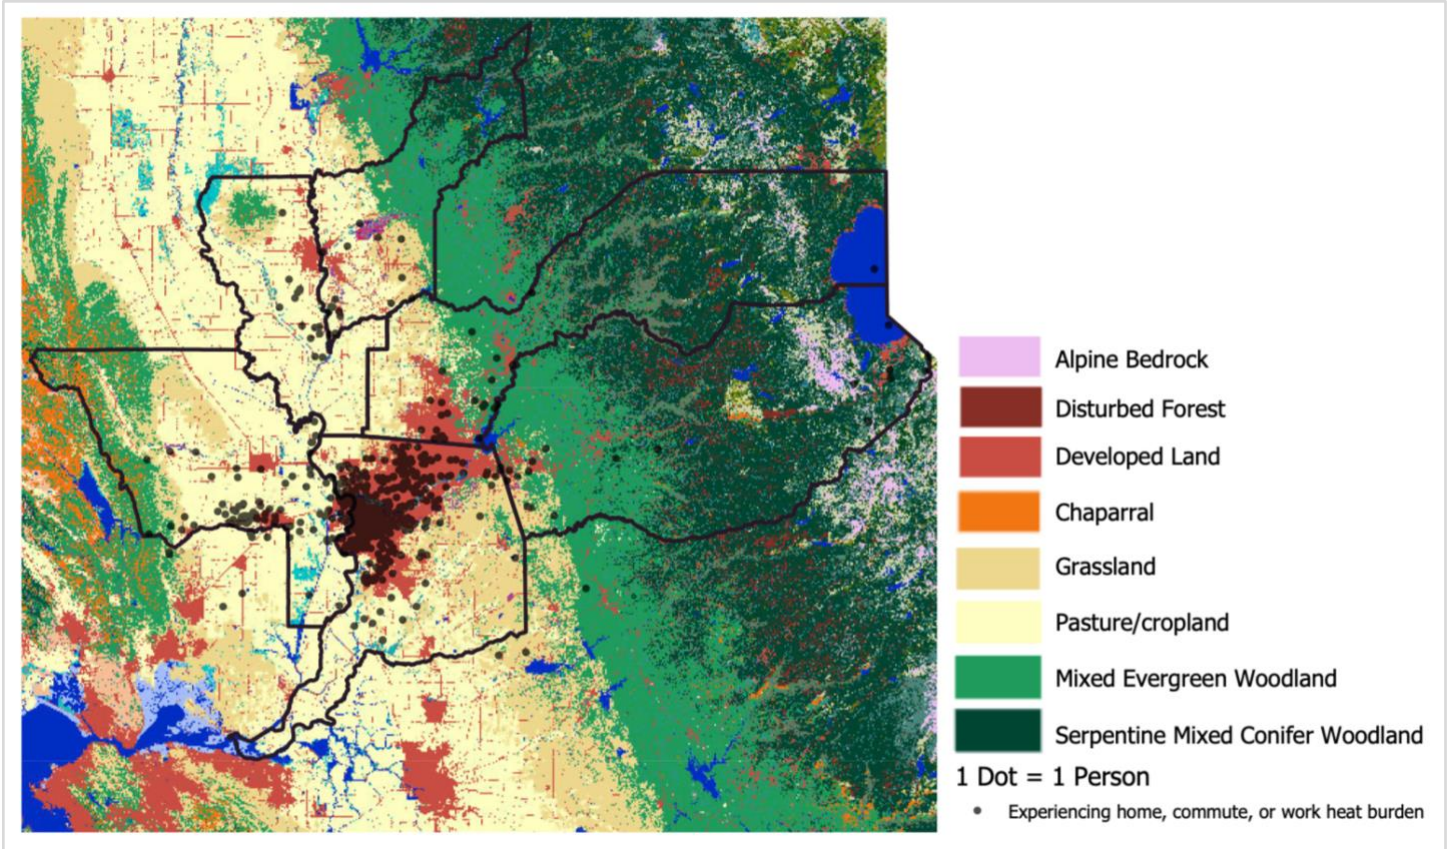 Alpine Bedrock
Disturbed Forest
Developed Land
Chaparral
Grassland
Pasture/cropland
Mixed Evergreen Woodland
Serpentine Mixed Conifer Woodland
1 Dot = 1 Person
Experiencing home, commute, or work heat burden